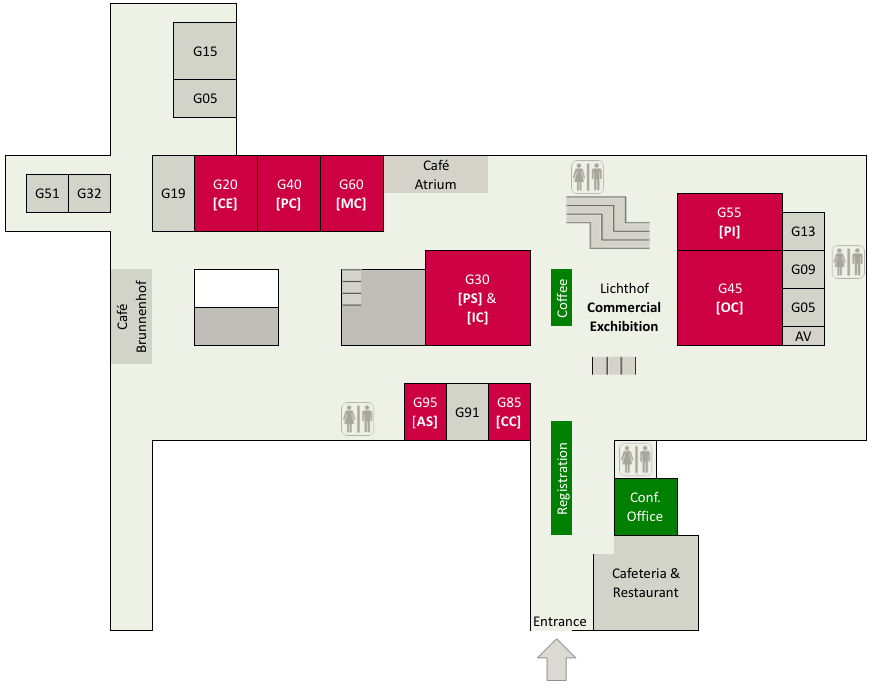 G15
G05
G51
G32
G19
G20
[CE]
G40
[PC]
G60
[MC]
Café
Atrium
G55
[PI]
G13
G09
G45
[OC]
G05
AV
G30
[PS] &
[IC]
Coffee
Lichthof
Commercial
Exchibition
Café
Brunnenhof
G95
[AS]
G91
G85
[CC]
Registration
Conf.
Office
Cafeteria &
Restaurant
Entrance